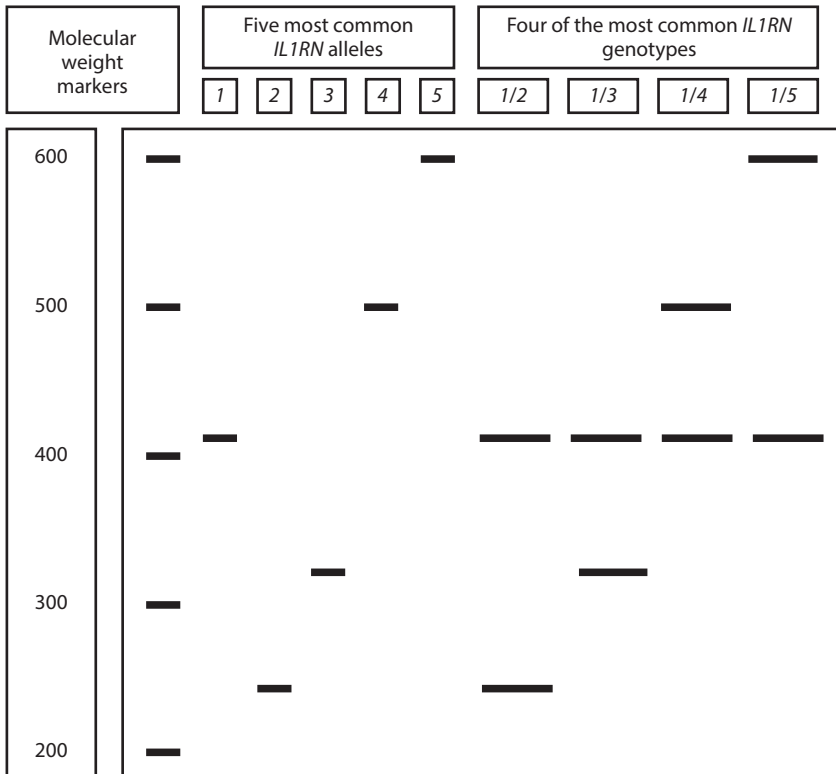 Molecular
weight
markers
Five most common
IL1RN alleles
Four of the most common IL1RN
genotypes
1 2 3 4 5 1/2 1/3 1/4 1/5
600
500
400
300
200